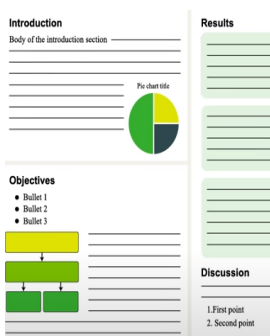 Introduction
Body of the introduction section
Pie chart title
Objectives
Bullet 1
Bullet 2
Bullet 3
Results
Discussion
1.First point
2. Second point